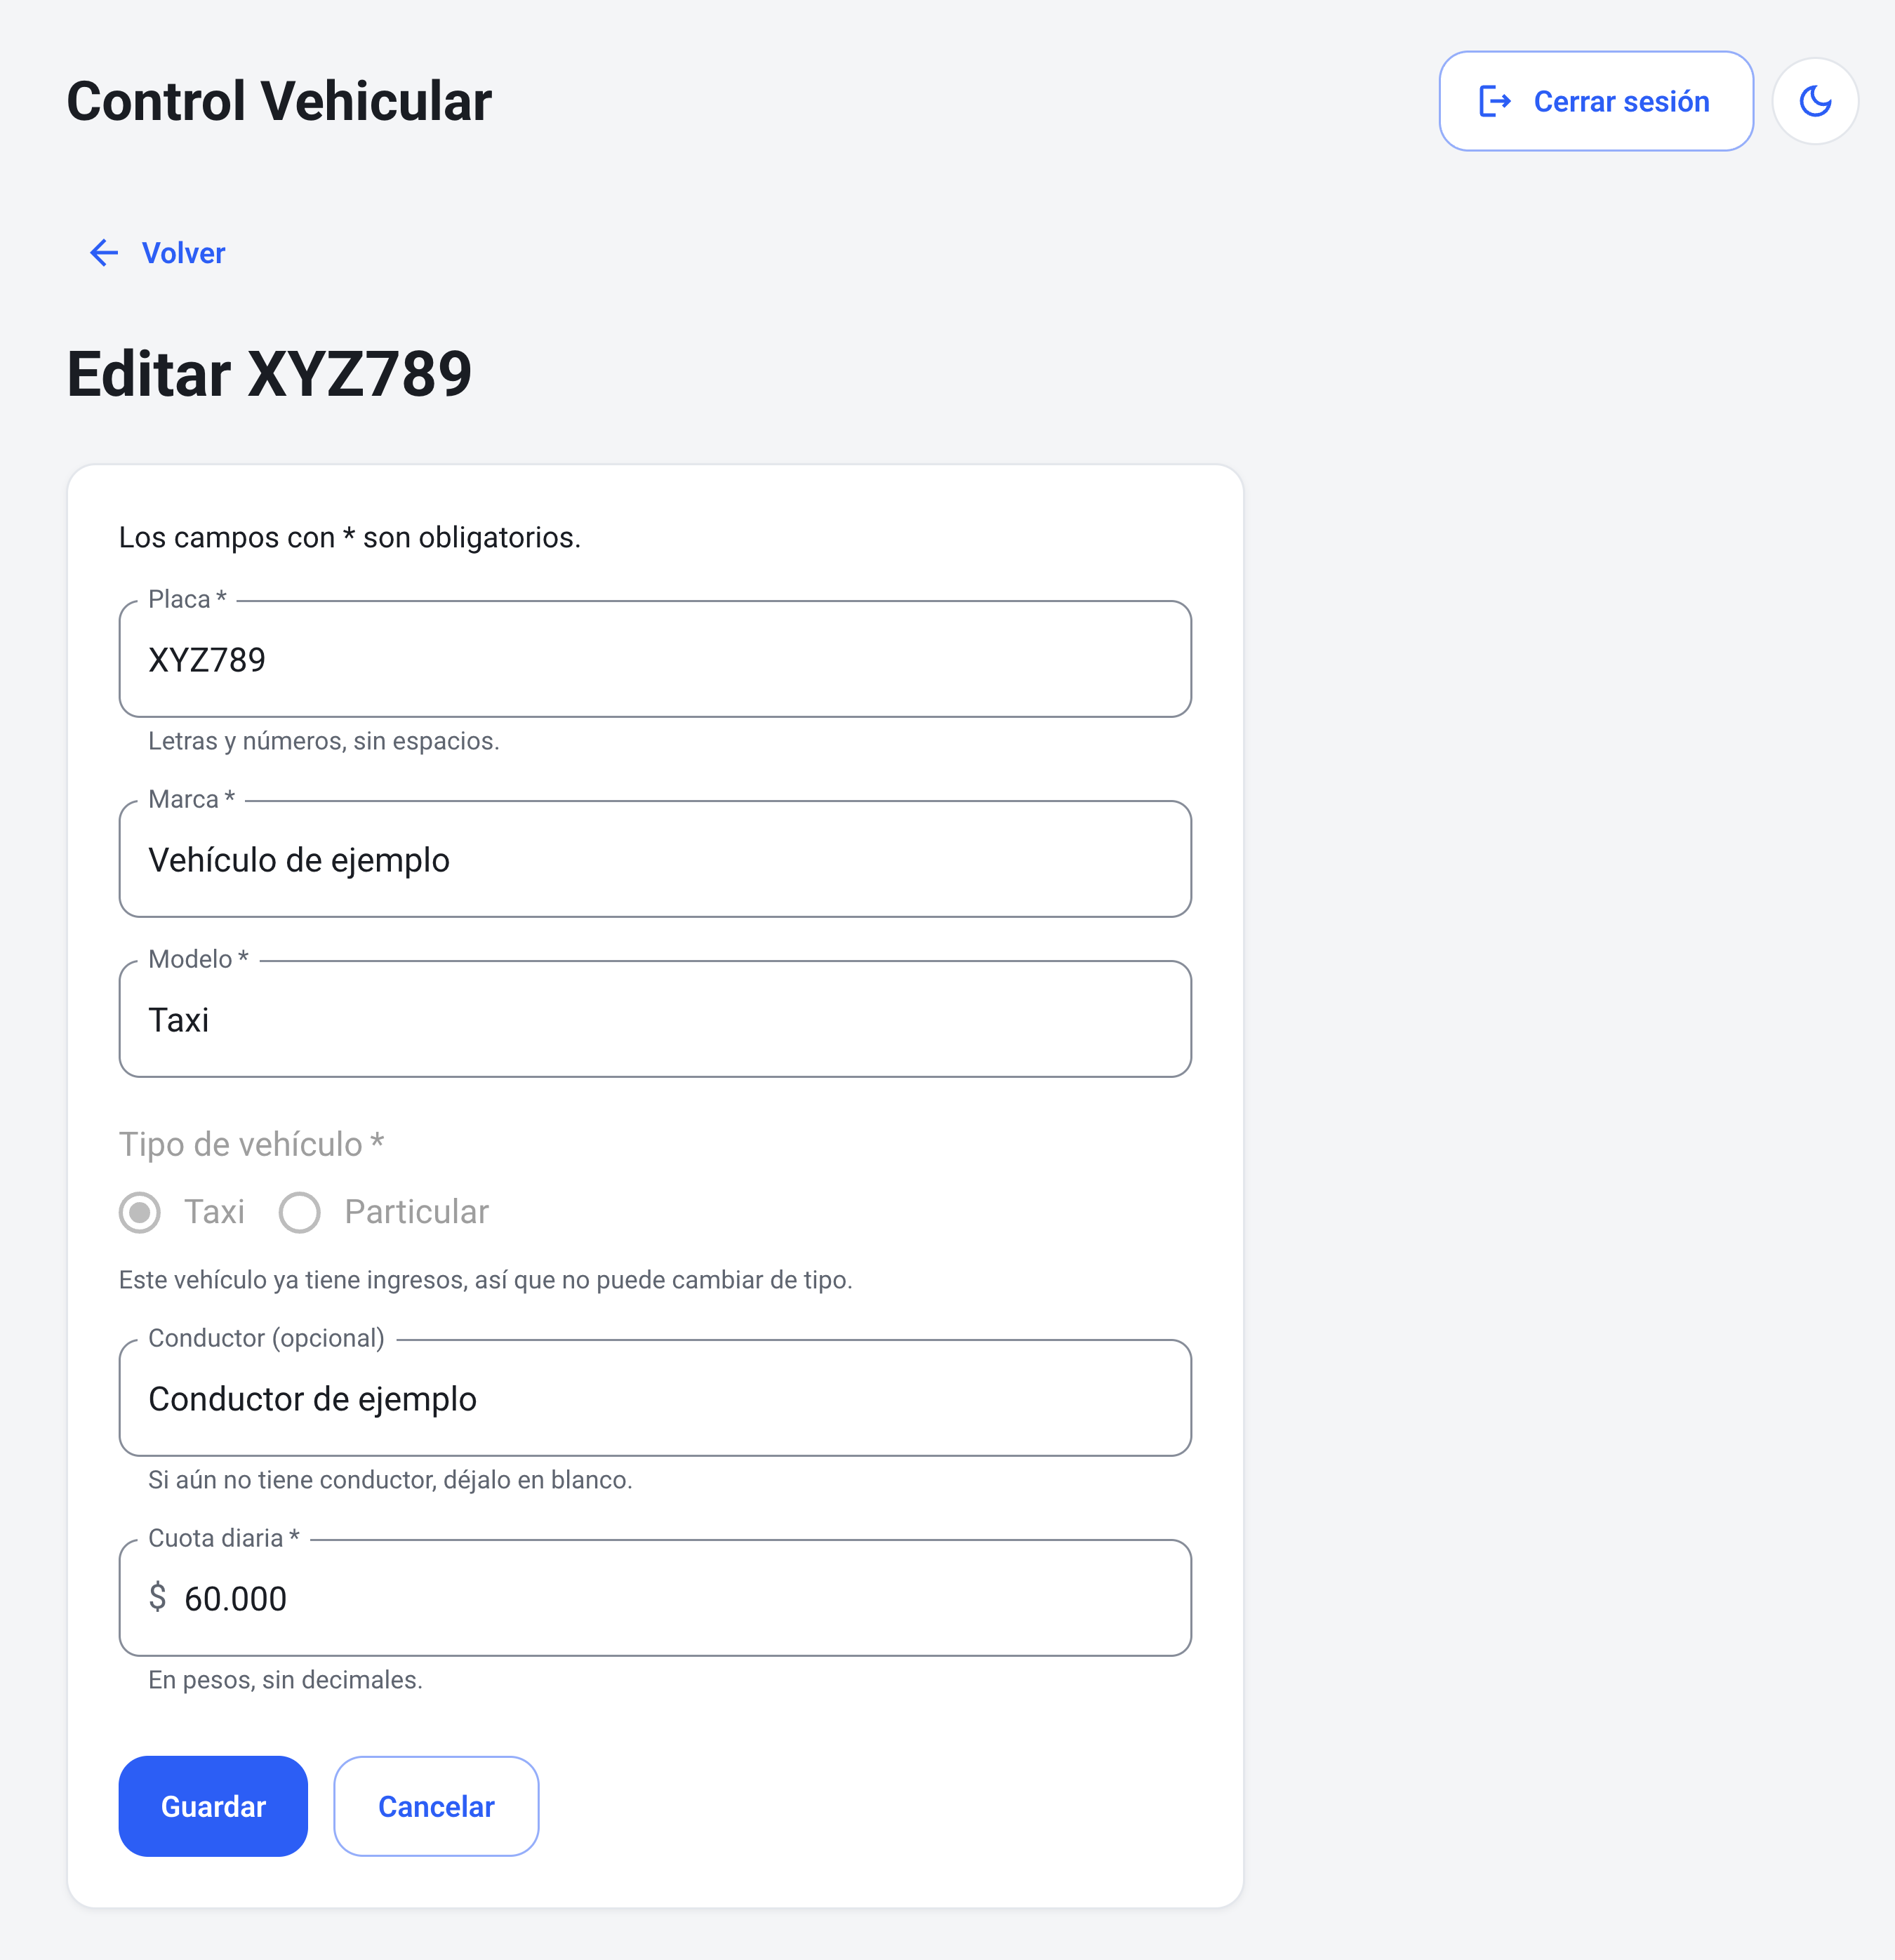 Control Vehicular
Cerrar sesión
Volver
Editar XYZ789
Los campos con * son obligatorios.
Placa *
XYZ789
Letras y números, sin espacios.
Marca *
Vehículo de ejemplo
Modelo *
Taxi
Tipo de vehículo *
Taxi Particular
Este vehículo ya tiene ingresos, así que no puede cambiar de tipo.
Conductor (opcional)
Conductor de ejemplo
Si aún no tiene conductor, déjalo en blanco.
Cuota diaria *
$ 60.000
En pesos, sin decimales.
Guardar Cancelar